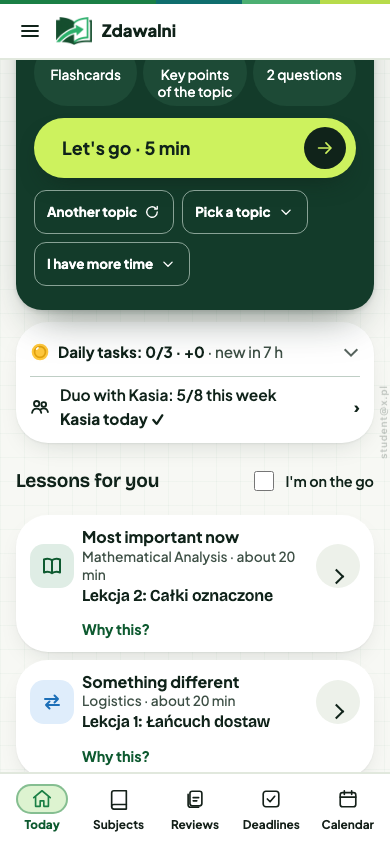 Zdawalni
Flashcards
Key points
of the topic
2 questions
Let's go · 5 min
Another topic
Pick a topic
I have more time
Daily tasks: 0/3 · +0 · new in 7 h
Duo with Kasia: 5/8 this week
Kasia today ✓
student@x.pl
Lessons for you
I'm on the go
Most important now
Mathematical Analysis · about 20
min
Lekcja 2: Całki oznaczone
Why this?
Something different
Logistics · about 20 min
Lekcja 1: Łańcuch dostaw
Why this?
Today
Subjects
Reviews
Deadlines
Calendar